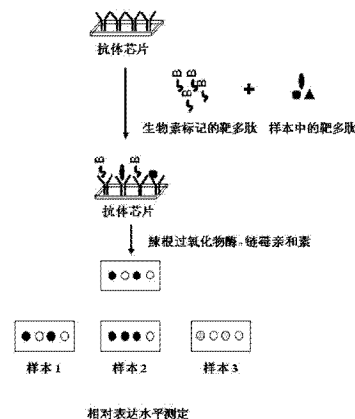 抗体芯片
生物素标记的靶多肽 样本中的靶多肽
抗体芯片
辣根过氧化物酶-链霉亲和素
样本1 样本2 样本3
相对表达水平测定